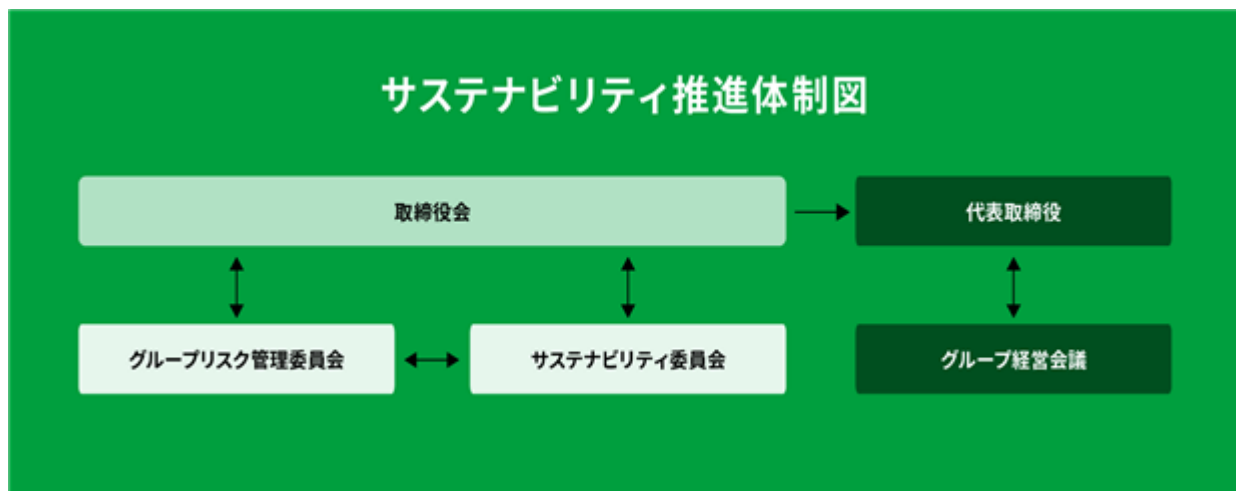 サステナビリティ推進体制図
取締役会
代表取締役
グループリスク管理委員会
サステナビリティ委員会
グループ経営会議